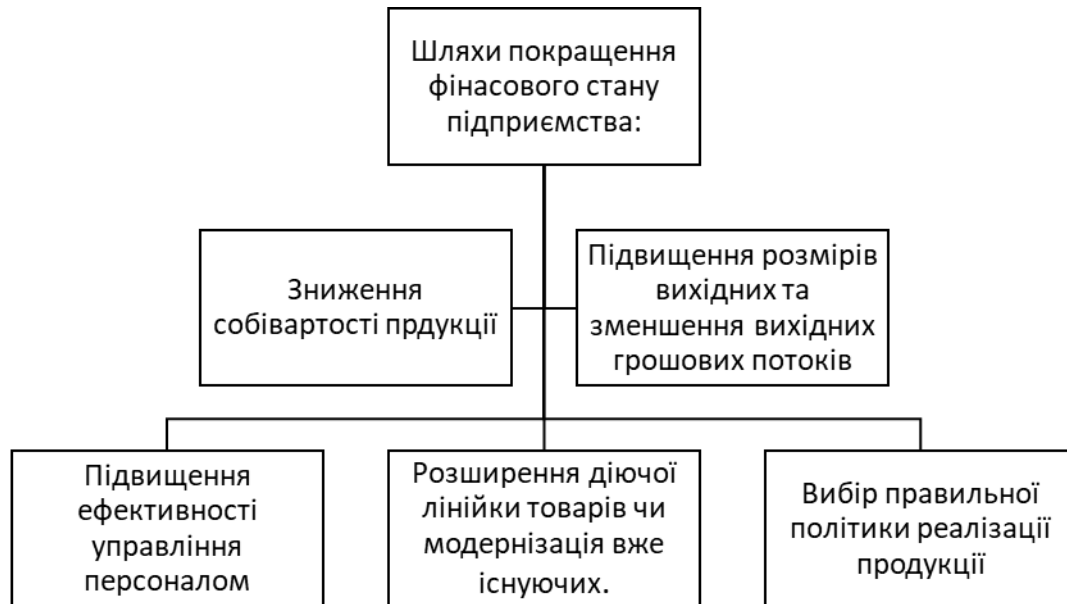 Шляхи покращення
фінасового стану
підприємства:
Зниження
собівартості прдукції
Підвищення розмірів
вихідних та
зменшення вихідних
грошових потоків
Підвищення
ефективності
управління
персоналом
Розширення діючої
лінійки товарів чи
модернізація вже
існуючих.
Вибір правильної
політики реалізації
продукції